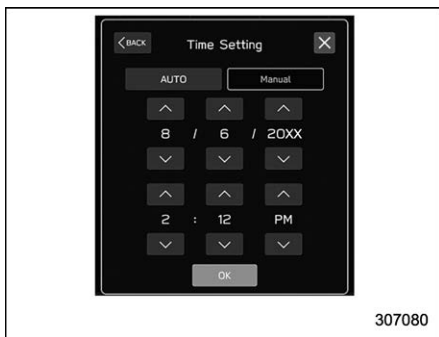 BACK Time Setting X
AUTO Manual
8 / 6 / 20XX
2 : 12 PM
OK
307080